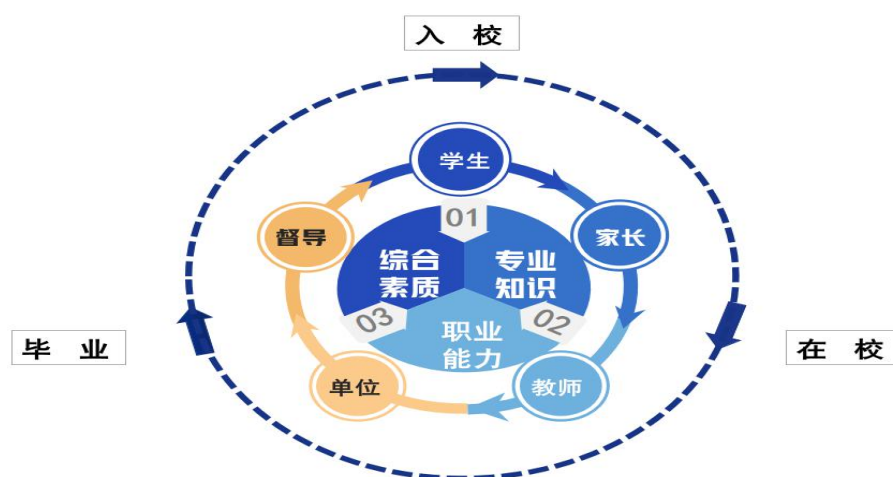 入 校
学生
01
督导
家长
综合
素质
专业
知识
03
02
职业
能力
毕 业
在 校
单位
教师